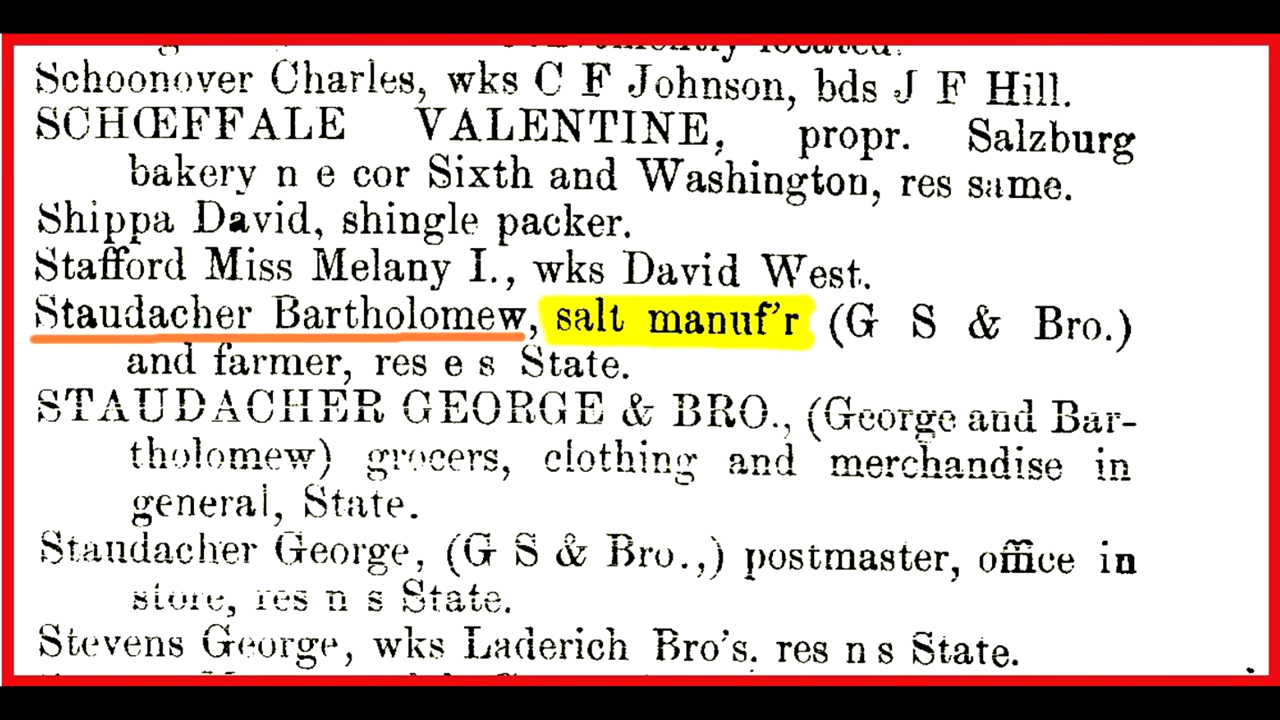 conveniently located.
Schoonover Charles, wks C F Johnson, bds J F Hill.
SCHŒFFALE VALENTINE, propr. Salzburg
bakery n e cor Sixth and Washington, res same.
Shippa David, shingle packer.
Stafford Miss Melany I., wks David West.
Staudacher Bartholomew, salt manuf'r (G S & Bro.)
and farmer, res e s State.
STAUDACHER GEORGE & BRO., (George and Bar-
tholomew) grocers, clothing and merchandise in
general, State.
Staudacher George, (G S & Bro.,) postmaster, office in
store, res n s State.
Stevens George, wks Laderich Bro's. res n s State.